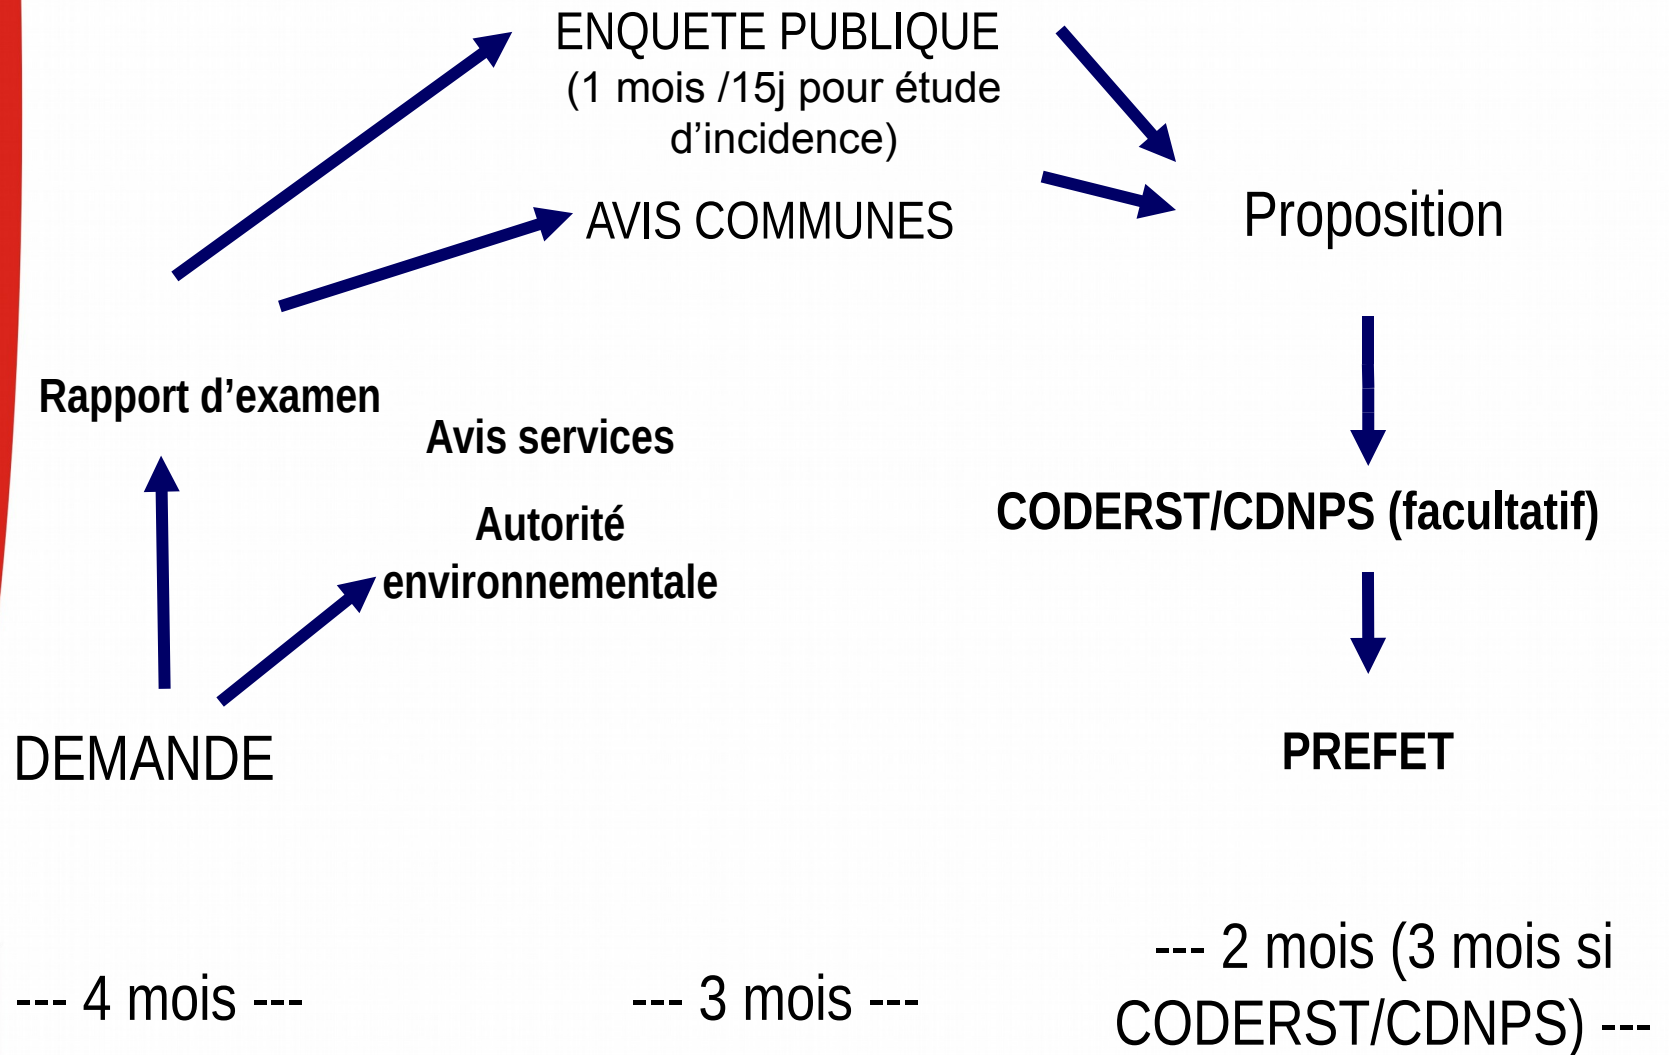 ENQUETE PUBLIQUE
(1 mois /15j pour étude
d’incidence)
AVIS COMMUNES
Proposition
Rapport d’examen
Avis services
Autorité
environnementale
CODERST/CDNPS (facultatif)
DEMANDE
PREFET
--- 4 mois ---
--- 3 mois ---
--- 2 mois (3 mois si
CODERST/CDNPS) ---